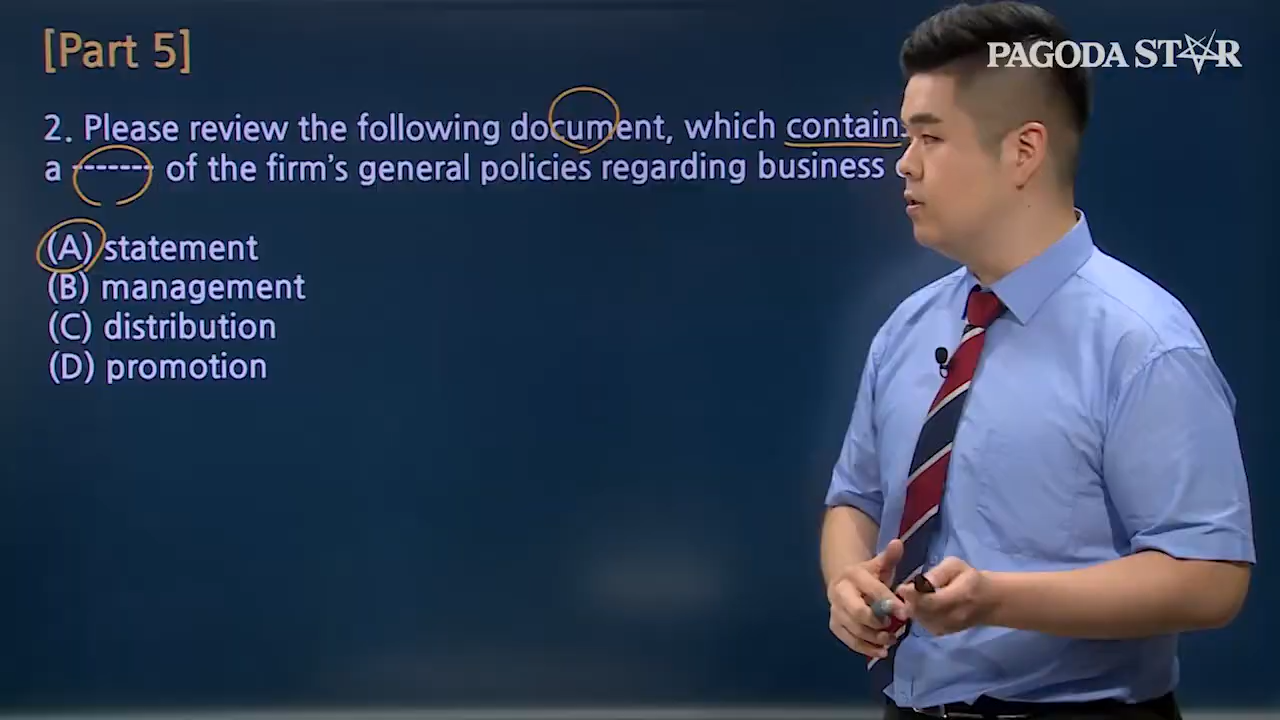 [Part 5]
PAGODA STAR
2. Please review the following document, which contains
a ------- of the firm's general policies regarding business
(A) statement
(B) management
(C) distribution
(D) promotion